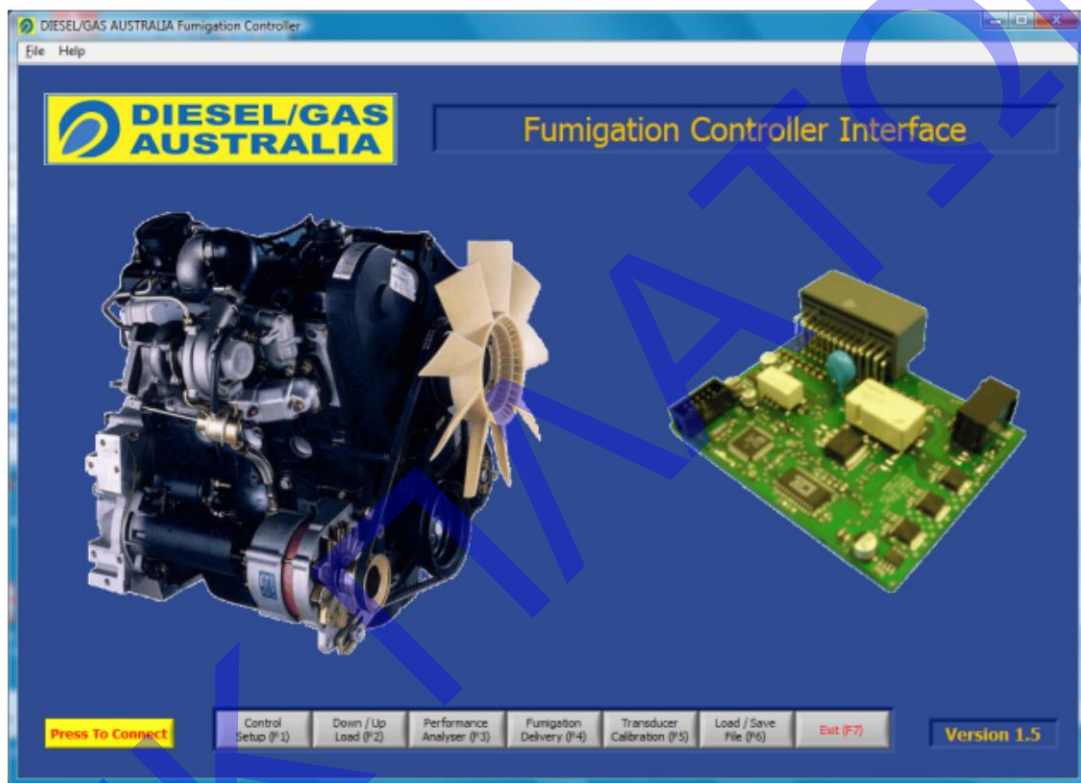 DIESEL/GAS AUSTRALIA Fumigation Controller
File Help
DIESEL/GAS
AUSTRALIA
Fumigation Controller Interface
Press To Connect
Control
Setup (F1)
Down / Up
Load (F2)
Performance
Analyser (F3)
Fumigation
Delivery (F4)
Transducer
Calibration (F5)
Load / Save
File (F6)
Exit (F7)
Version 1.5